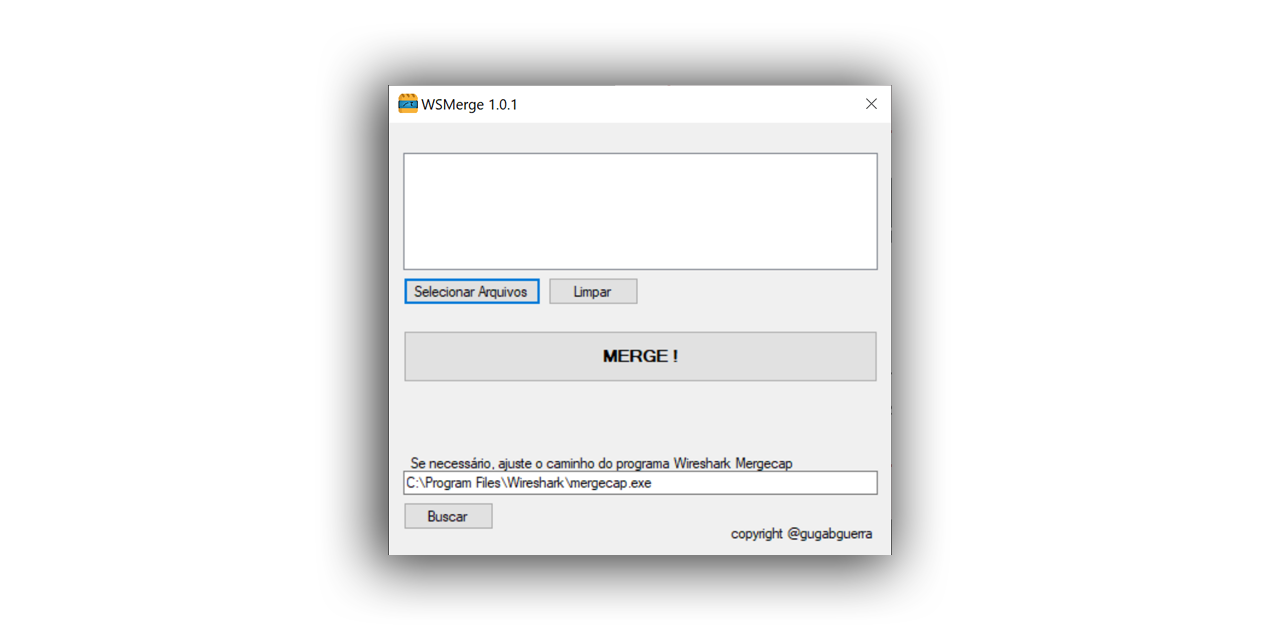 WSMerge 1.0.1
Selecionar Arquivos
Limpar
MERGE !
Se necessário, ajuste o caminho do programa Wireshark Mergecap
C:\Program Files\Wireshark\mergecap.exe
Buscar
copyright @gugabguerra